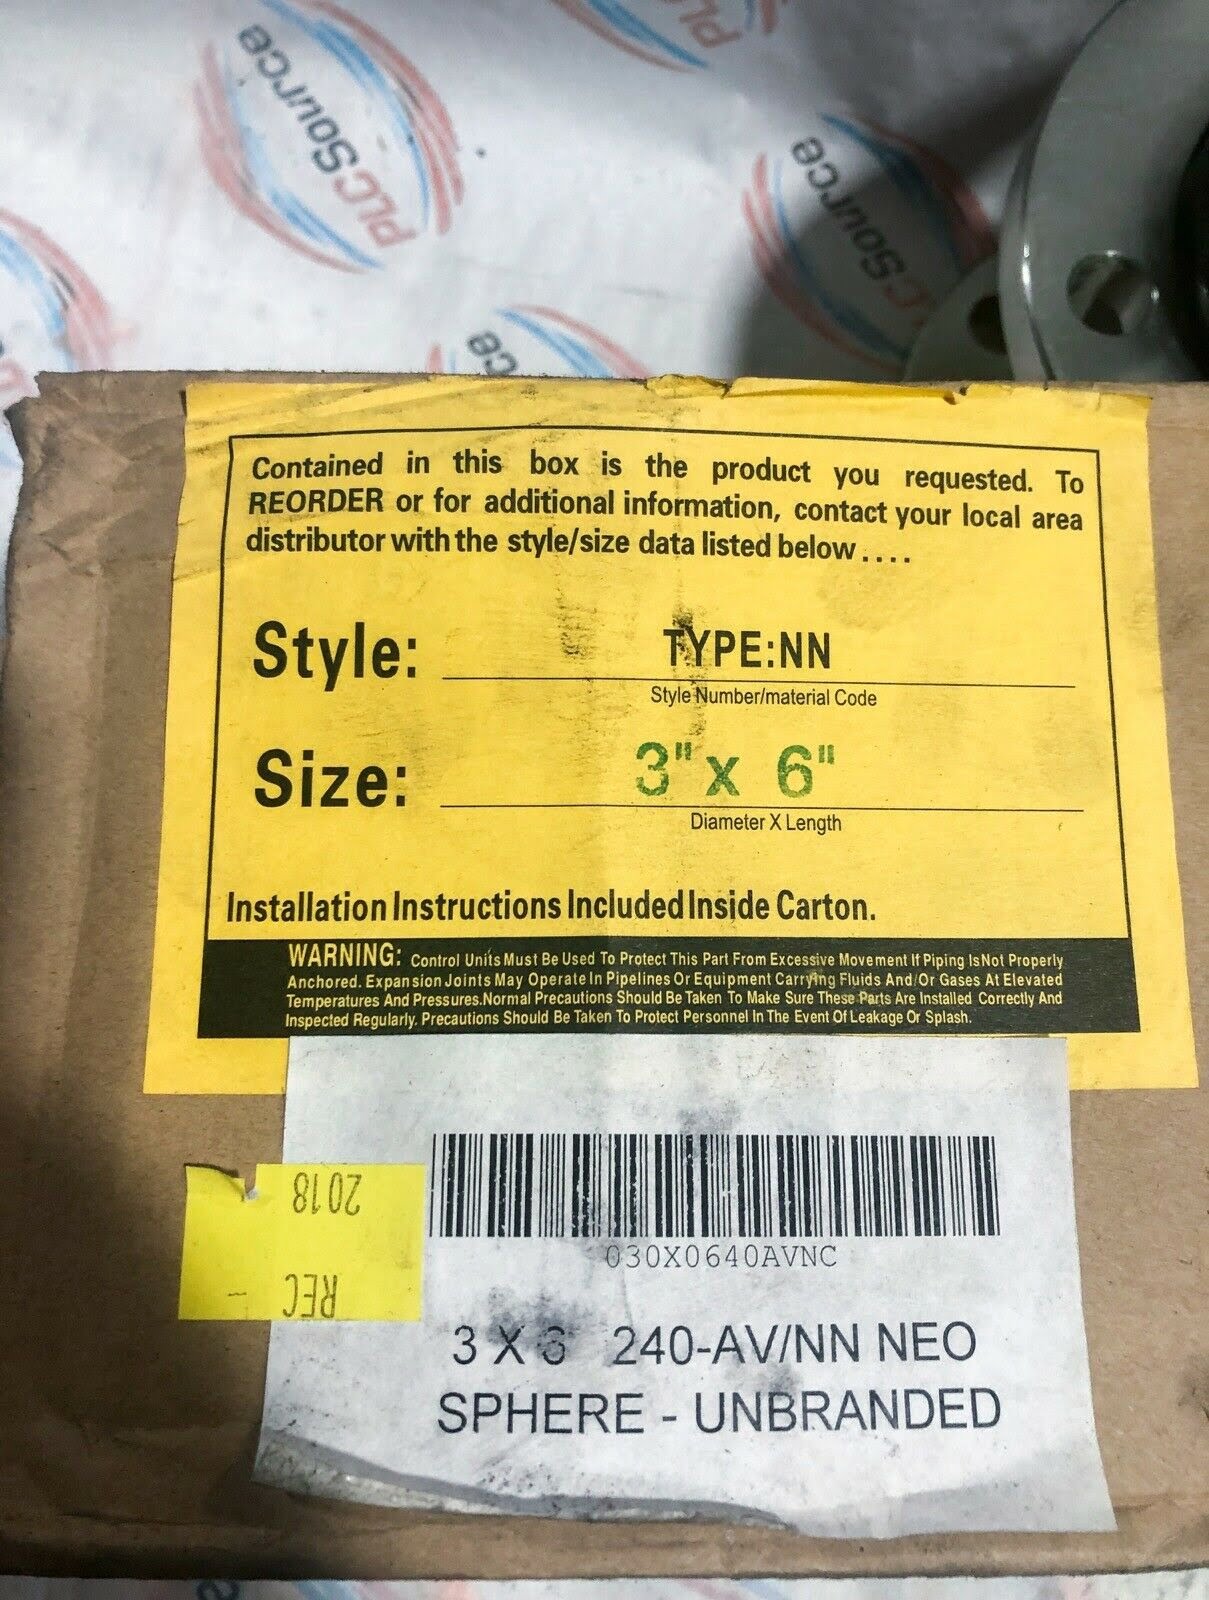 PLCSource
PLCSource
PLCSource
Contained in this box is the product you requested. To
REORDER or for additional information, contact your local area
distributor with the style/size data listed below ....
Style: TYPE:NN
Style Number/material Code
Size: 3" x 6"
Diameter X Length
Installation Instructions Included Inside Carton.
WARNING: Control Units Must Be Used To Protect This Part From Excessive Movement If Piping Is Not Properly
Anchored. Expansion Joints May Operate In Pipelines Or Equipment Carrying Fluids And/Or Gases At Elevated
Temperatures And Pressures.Normal Precautions Should Be Taken To Make Sure These Parts Are Installed Correctly And
Inspected Regularly. Precautions Should Be Taken To Protect Personnel In The Event Of Leakage Or Splash.
REC -
2018
030X0640AVNC
3 X 6 240-AV/NN NEO
SPHERE - UNBRANDED